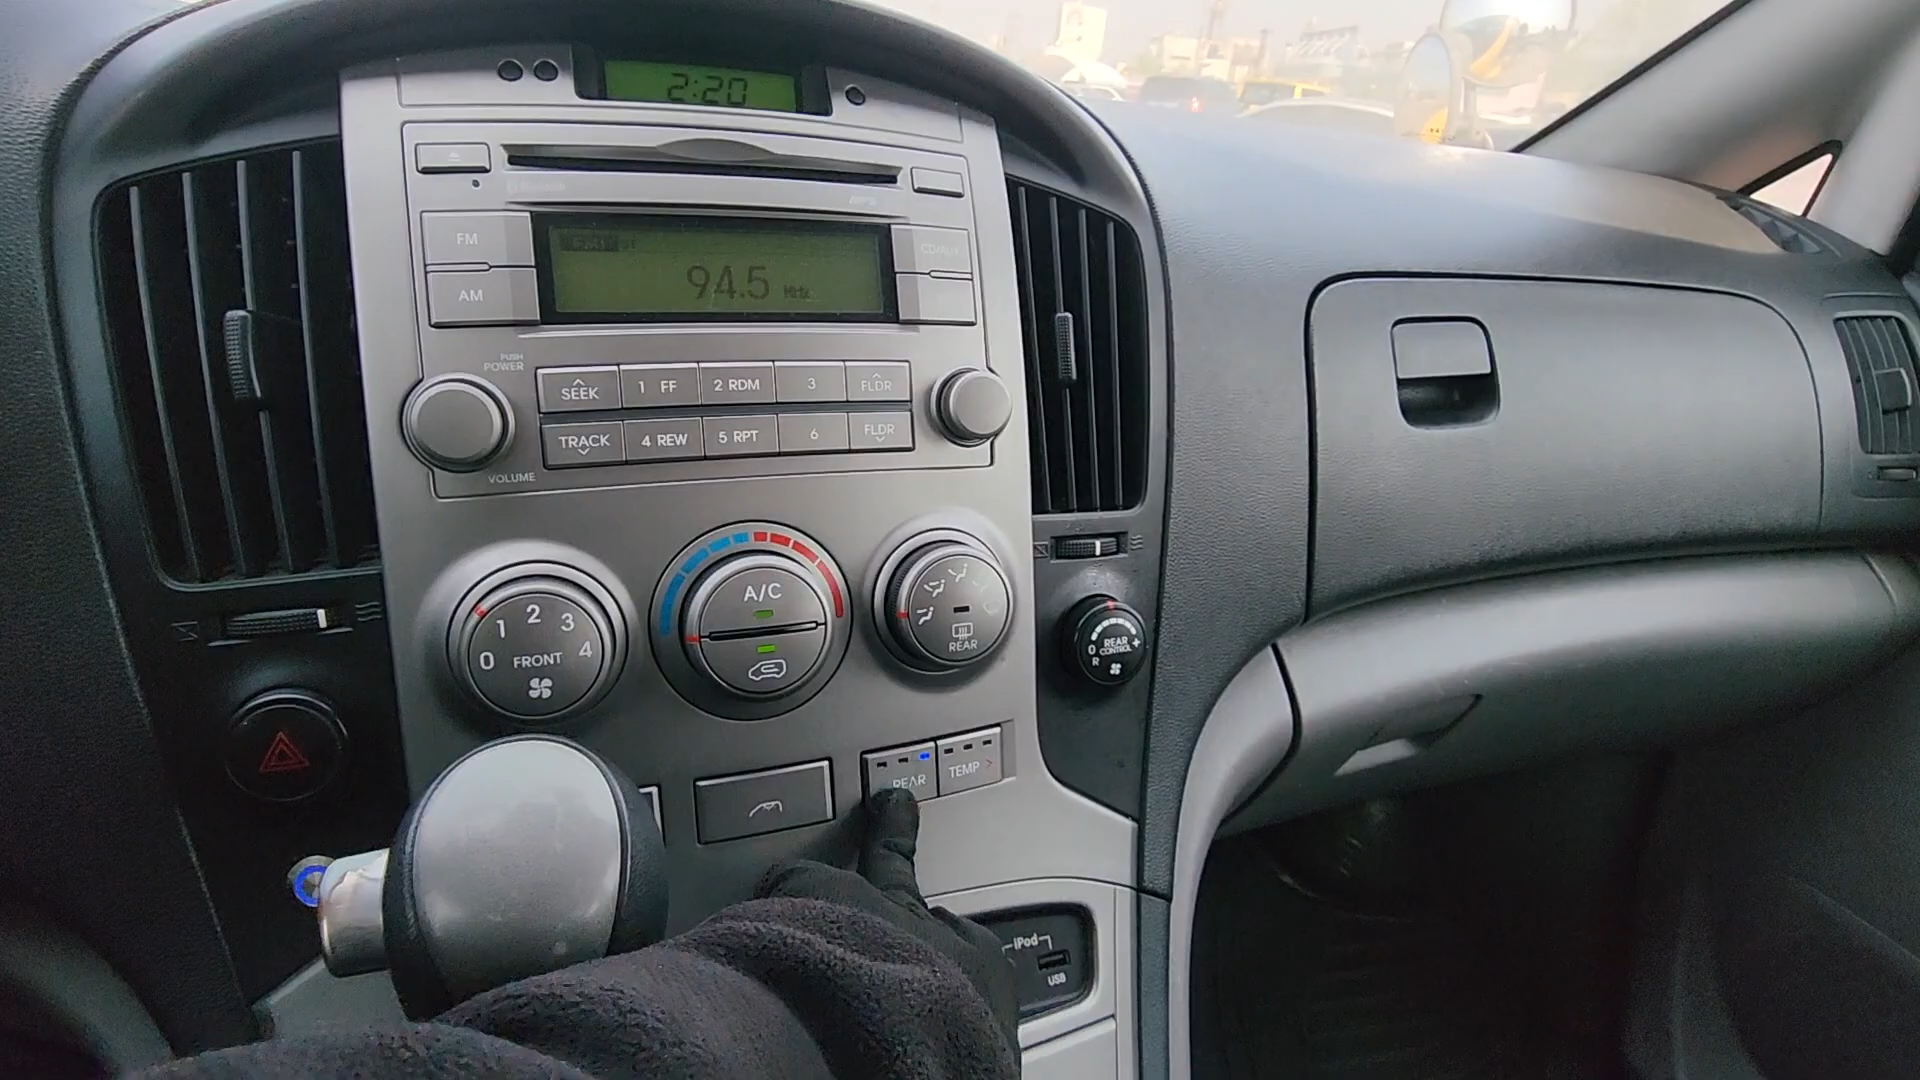 2:20
FM
AM
CD/AUX
94.5 MHz
PUSH
POWER
SEEK
1 FF
2 RDM
3
FLDR
TRACK
4 REW
5 RPT
6
FLDR
VOLUME
0 1 2 3 4
FRONT
A/C
REAR
REAR
CONTROL
0
R
+
REAR
TEMP >
iPod
USB